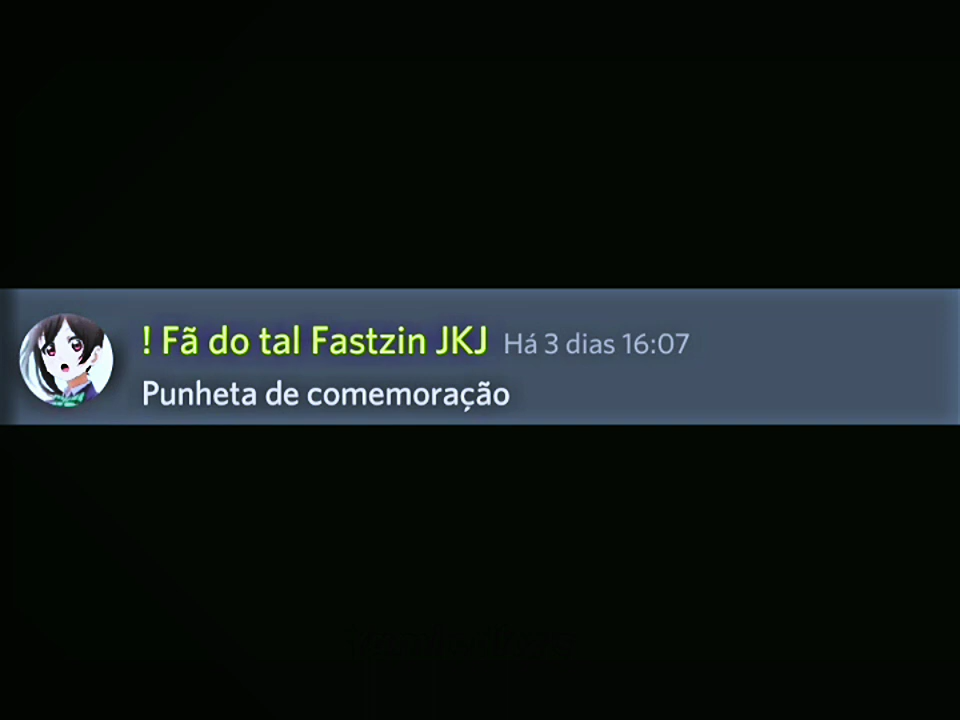 ! Fã do tal Fastzin JKJ Há 3 dias 16:07
Punheta de comemoração